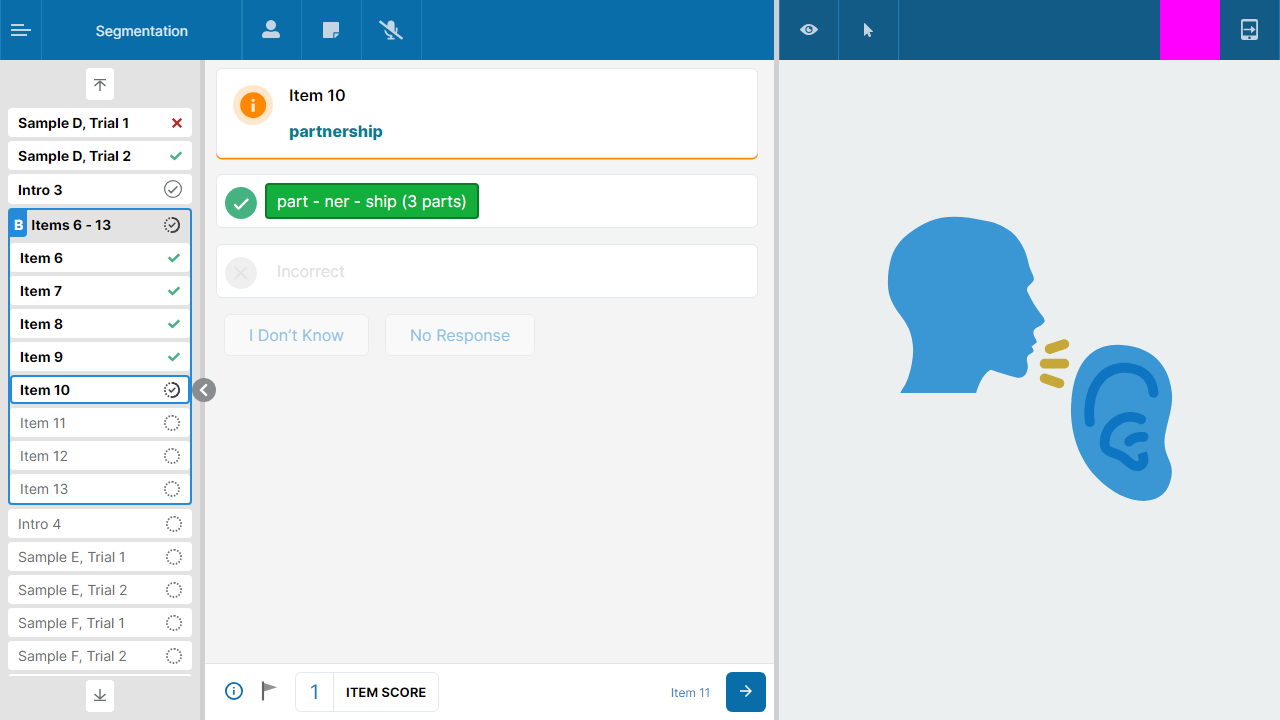 Segmentation
Sample D, Trial 1
Sample D, Trial 2
Intro 3
B Items 6 - 13
Item 6
Item 7
Item 8
Item 9
Item 10
Item 11
Item 12
Item 13
Intro 4
Sample E, Trial 1
Sample E, Trial 2
Sample F, Trial 1
Sample F, Trial 2
Item 10
partnership
part - ner - ship (3 parts)
Incorrect
I Don't Know
No Response
1 ITEM SCORE
Item 11